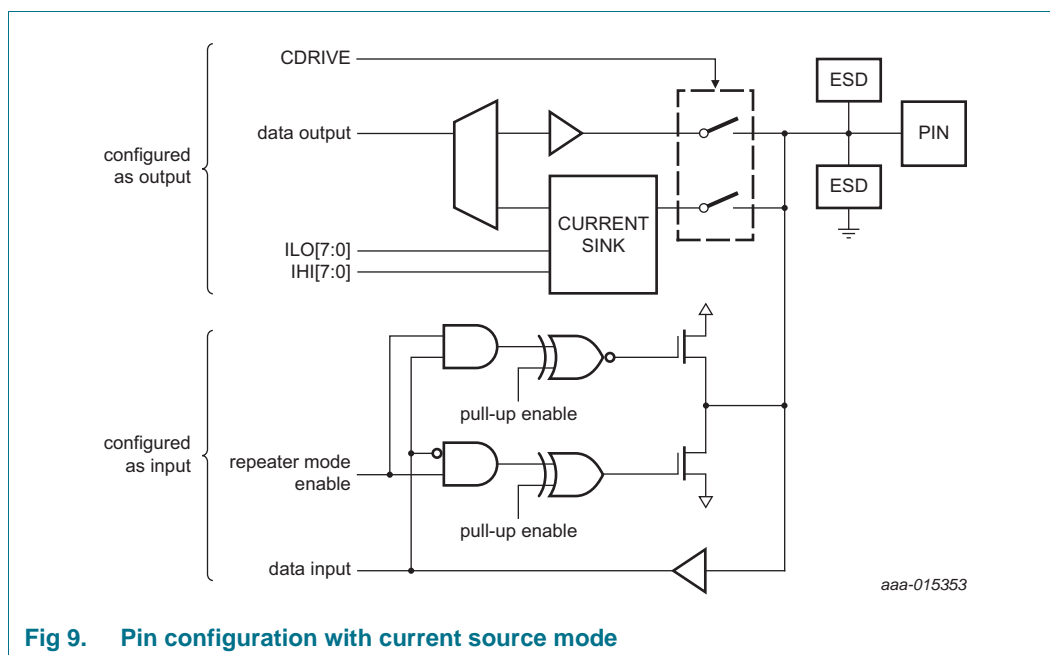 CDRIVE
ESD
data output
PIN
configured
as output
ESD
CURRENT
SINK
ILO[7:0]
IHI[7:0]
pull-up enable
configured
as input
repeater mode
enable
pull-up enable
data input
aaa-015353
Fig 9. Pin configuration with current source mode